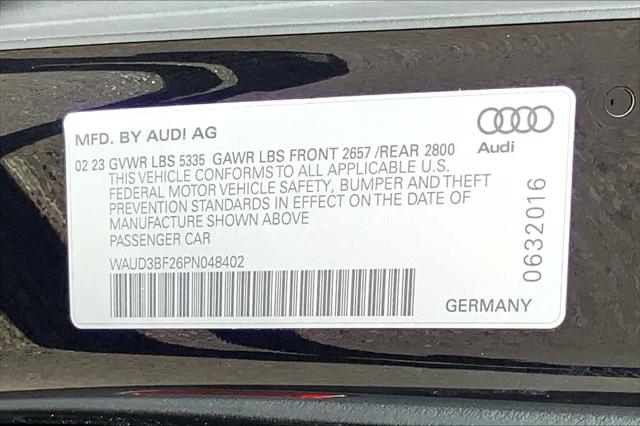 MFD. BY AUDI AG
Audi
02 23 GVWR LBS 5335 GAWR LBS FRONT 2657 /REAR 2800
THIS VEHICLE CONFORMS TO ALL APPLICABLE U.S.
FEDERAL MOTOR VEHICLE SAFETY, BUMPER AND THEFT
PREVENTION STANDARDS IN EFFECT ON THE DATE OF
MANUFACTURE SHOWN ABOVE
PASSENGER CAR
WAUD3BF26PN048402
0632016
GERMANY